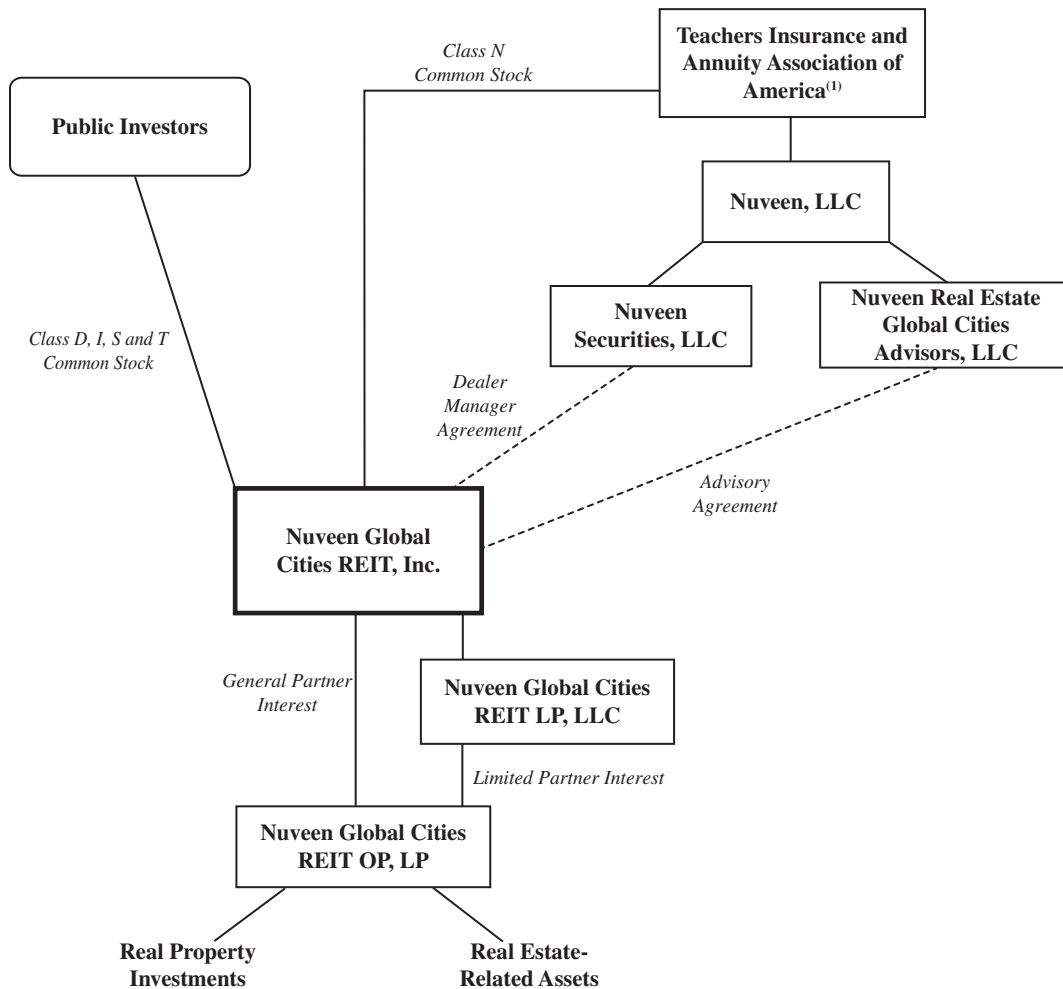 Class N
Common Stock
Teachers Insurance and
Annuity Association of
America(1)
Public Investors
Nuveen, LLC
Nuveen
Securities, LLC
Nuveen Real Estate
Global Cities
Advisors, LLC
Class D, I, S and T
Common Stock
Dealer
Manager
Agreement
Advisory
Agreement
Nuveen Global
Cities REIT, Inc.
General Partner
Interest
Nuveen Global Cities
REIT LP, LLC
Limited Partner Interest
Nuveen Global Cities
REIT OP, LP
Real Property
Investments
Real Estate-
Related Assets